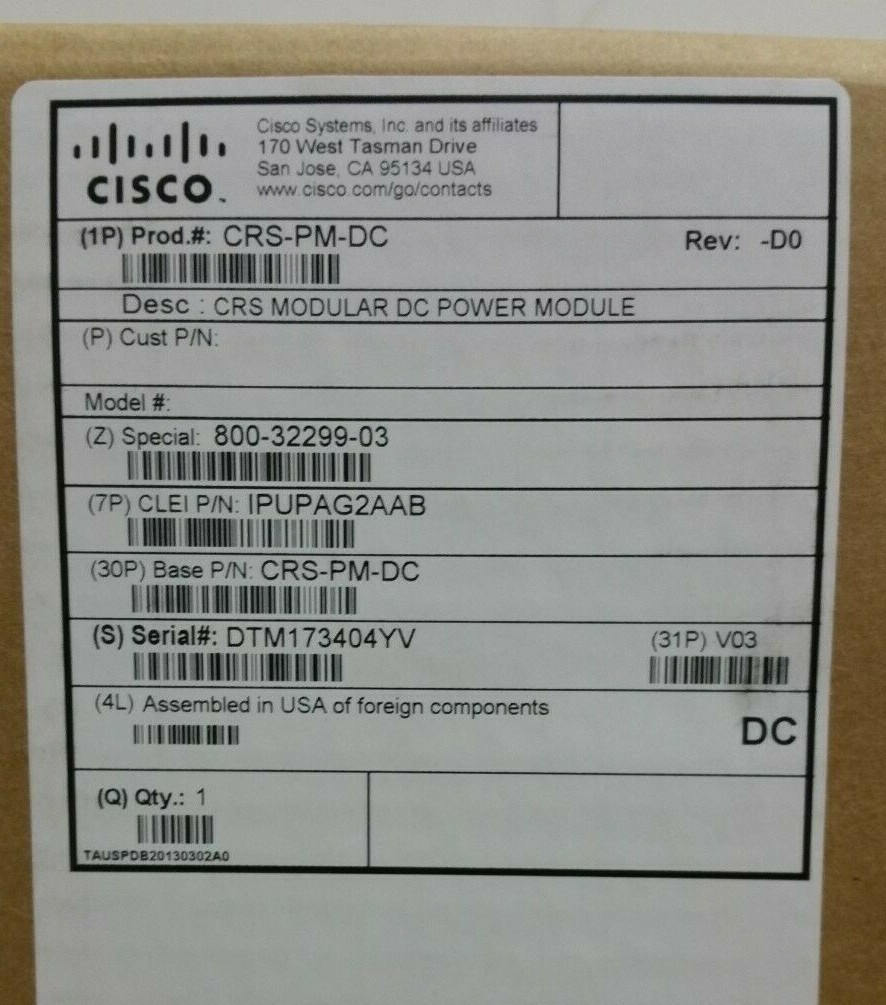 Cisco Systems, Inc. and its affiliates
170 West Tasman Drive
San Jose, CA 95134 USA
www.cisco.com/go/contacts
CISCO
(1P) Prod.#: CRS-PM-DC Rev: -D0
Desc : CRS MODULAR DC POWER MODULE
(P) Cust P/N:
Model #:
(Z) Special: 800-32299-03
(7P) CLEI P/N: IPUPAG2AAB
(30P) Base P/N: CRS-PM-DC
(S) Serial#: DTM173404YV (31P) V03
(4L) Assembled in USA of foreign components
DC
(Q) Qty.: 1
TAUSPDB20130302A0